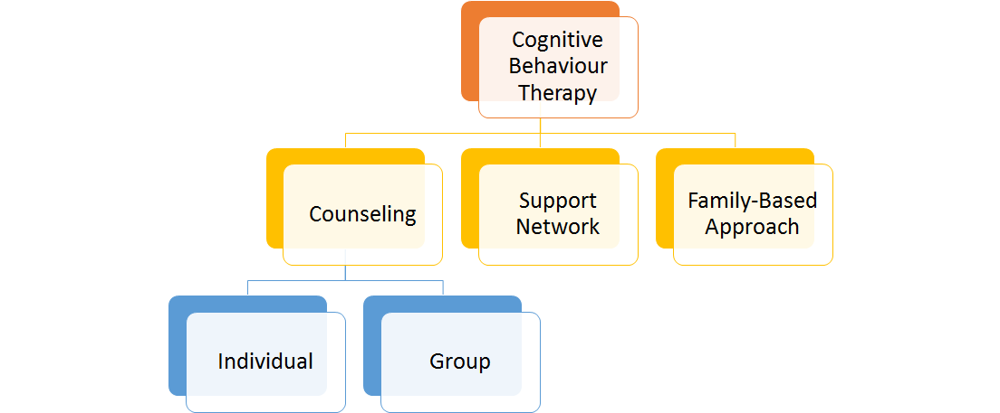 Cognitive
Behaviour
Therapy
Counseling
Support
Network
Family-Based
Approach
Individual
Group